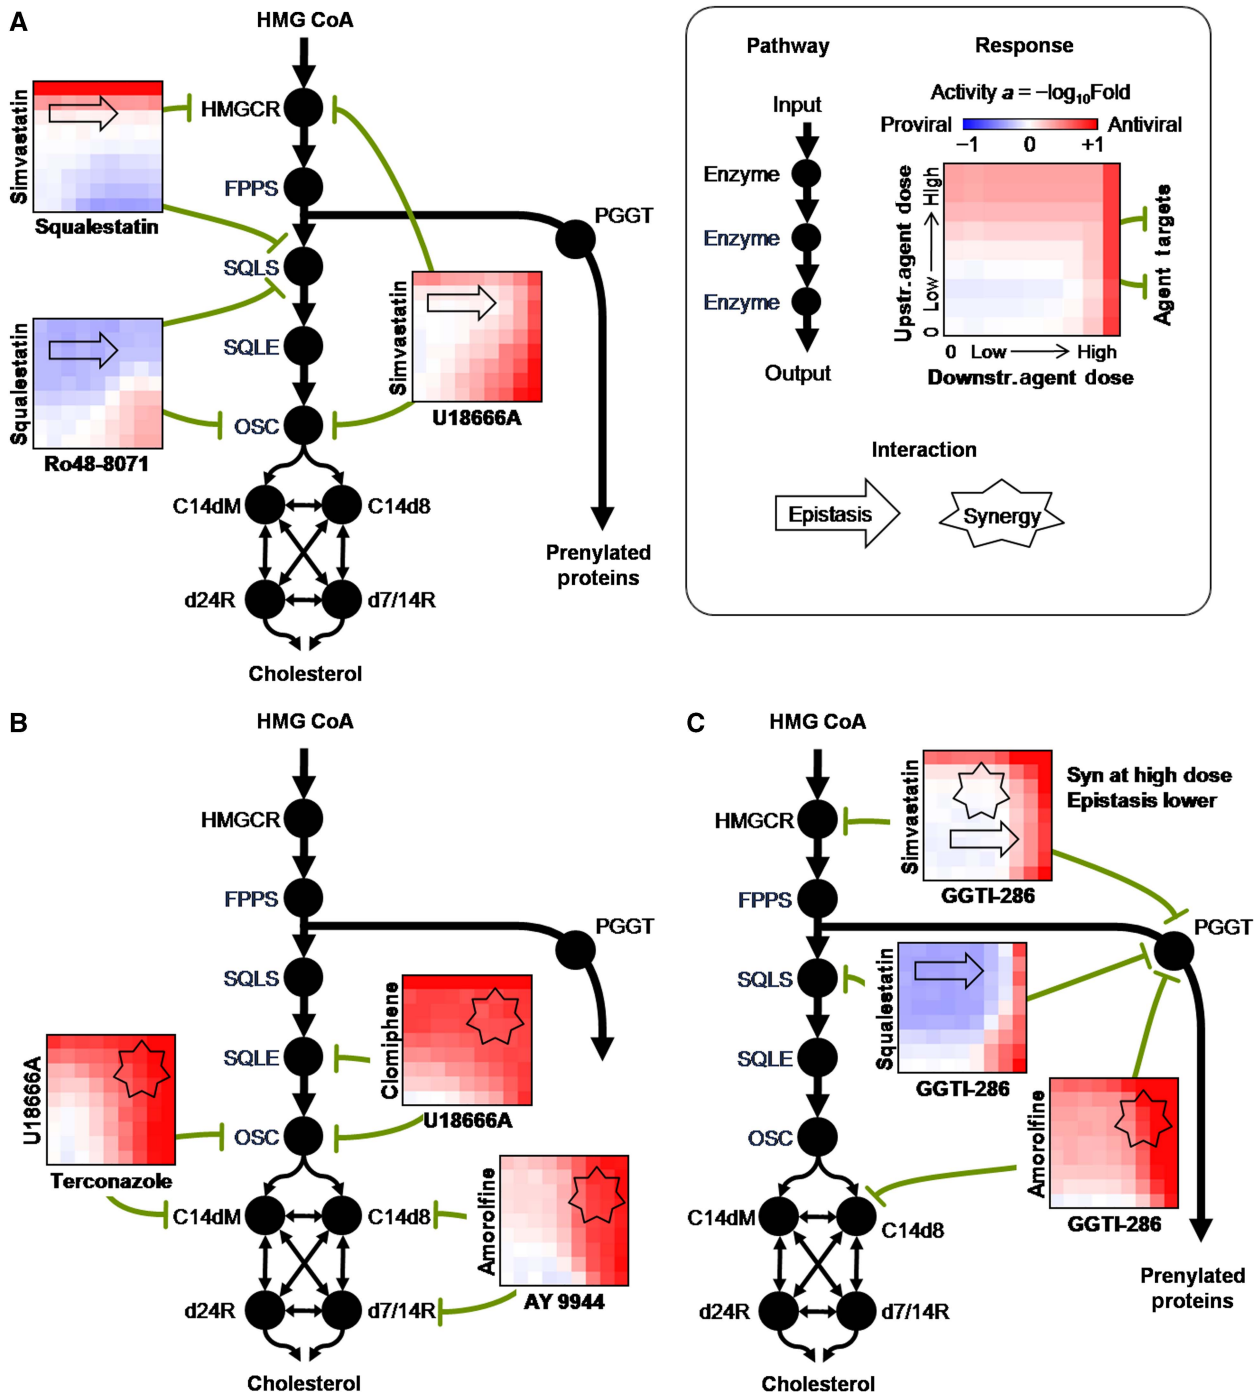 A
HMG CoA
HMGCR
FPPS
SQLS
SQLE
OSC
C14dM
C14d8
d24R
d7/14R
Cholesterol
PGGT
Prenylated
proteins
Simvastatin
Squalestatin
Squalestatin
Ro48-8071
Simvastatin
U18666A
Pathway
Input
Enzyme
Enzyme
Enzyme
Output
Response
Activity a = −log10Fold
Proviral
Antiviral
−1 0 +1
Upstr.agent dose
0 Low High
0 Low High
Downstr.agent dose
Agent targets
Interaction
Epistasis
Synergy
B
HMG CoA
HMGCR
FPPS
SQLS
SQLE
OSC
C14dM
C14d8
d24R
d7/14R
Cholesterol
PGGT
Clomiphene
U18666A
U18666A
Terconazole
Amorolfine
AY 9944
C
HMG CoA
HMGCR
FPPS
SQLS
SQLE
OSC
C14dM
C14d8
d24R
d7/14R
Cholesterol
Simvastatin
GGTI-286
Syn at high dose
Epistasis lower
PGGT
Squalestatin
GGTI-286
Amorolfine
GGTI-286
Prenylated
proteins